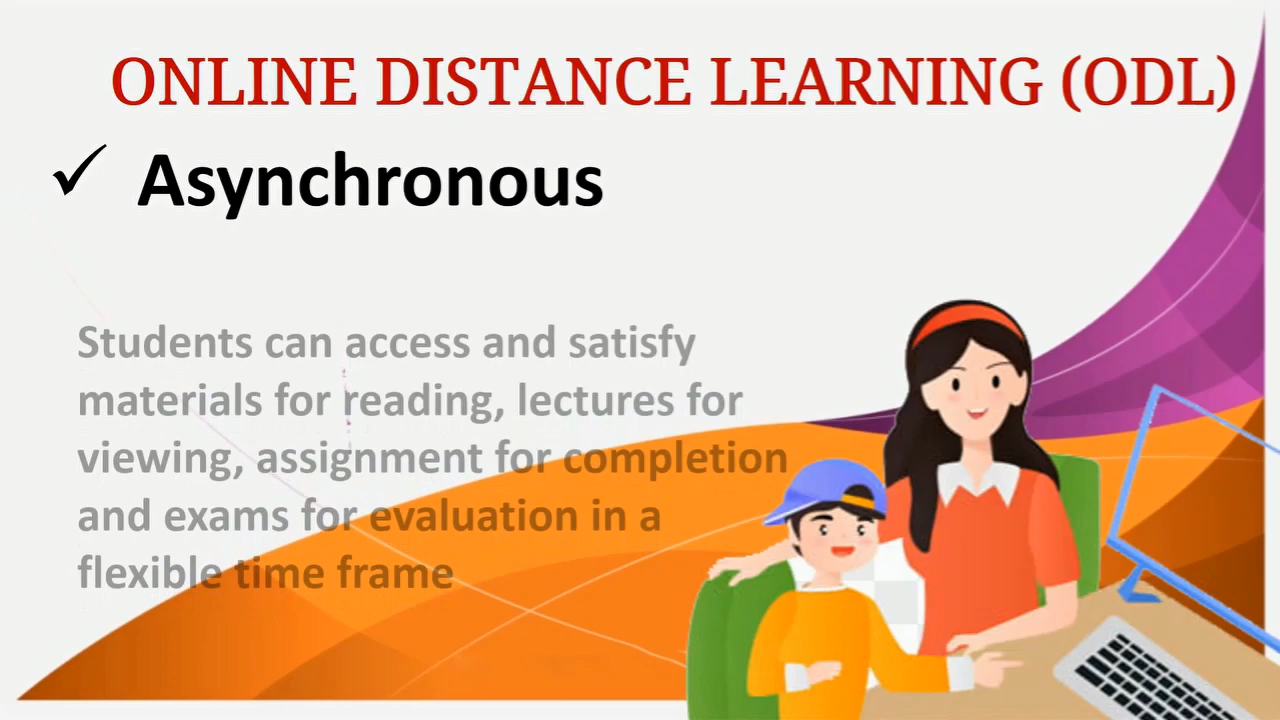 ONLINE DISTANCE LEARNING (ODL)
✓ Asynchronous
Students can access and satisfy
materials for reading, lectures for
viewing, assignment for completion
and exams for evaluation in a
flexible time frame